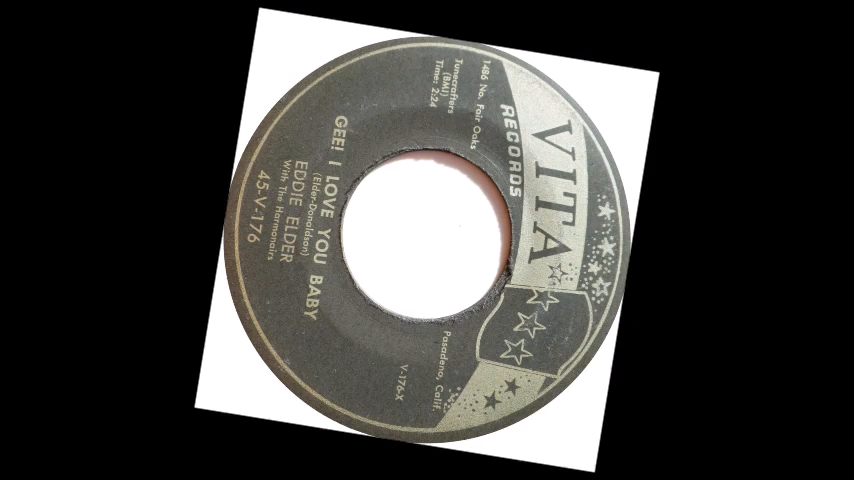 VITA
RECORDS
1486 No. Fair Oaks
Pasadena, Calif.
Tunecrafters
(BMI)
Time: 2:24
V-176-X
GEE! I LOVE YOU BABY
(Elder-Donaldson)
EDDIE ELDER
With The Harmonairs
45-V-176